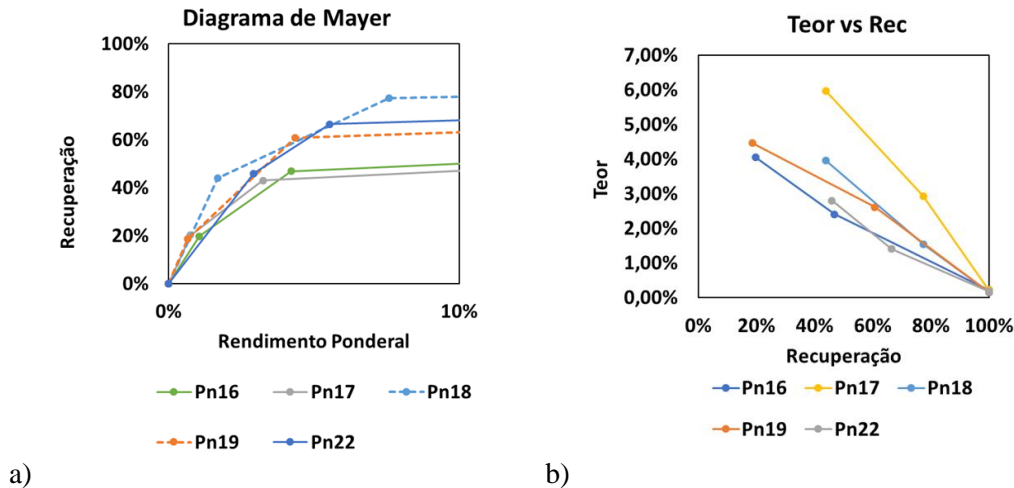 Diagrama de Mayer
100%
80%
60%
40%
20%
0%
Recuperação
0%
10%
Rendimento Ponderal
Pn16
Pn17
Pn18
Pn19
Pn22
a)
Teor vs Rec
7,00%
6,00%
5,00%
4,00%
3,00%
2,00%
1,00%
0,00%
Teor
0% 20% 40% 60% 80% 100%
Recuperação
Pn16
Pn17
Pn18
Pn19
Pn22
b)